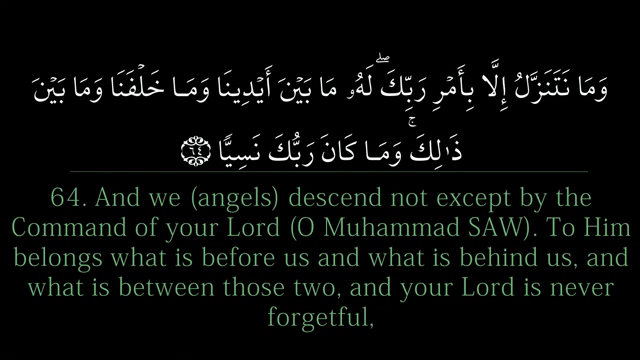 وَمَا نَتَنَزَّلُ إِلَّا بِأَمْرِ رَبِّكَ ۖ لَهُۥ مَا بَيْنَ أَيْدِينَا وَمَا خَلْفَنَا وَمَا بَيْنَ
ذَٰلِكَ ۚ وَمَا كَانَ رَبُّكَ نَسِيًّا ۝٦٤
64. And we (angels) descend not except by the
Command of your Lord (O Muhammad SAW). To Him
belongs what is before us and what is behind us, and
what is between those two, and your Lord is never
forgetful,